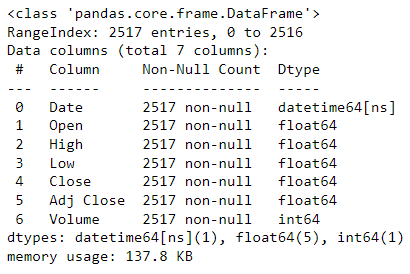 <class 'pandas.core.frame.DataFrame'>
RangeIndex: 2517 entries, 0 to 2516
Data columns (total 7 columns):
 #   Column     Non-Null Count  Dtype
---  ------     --------------  -----
 0   Date       2517 non-null   datetime64[ns]
 1   Open       2517 non-null   float64
 2   High       2517 non-null   float64
 3   Low        2517 non-null   float64
 4   Close      2517 non-null   float64
 5   Adj Close  2517 non-null   float64
 6   Volume     2517 non-null   int64
dtypes: datetime64[ns](1), float64(5), int64(1)
memory usage: 137.8 KB